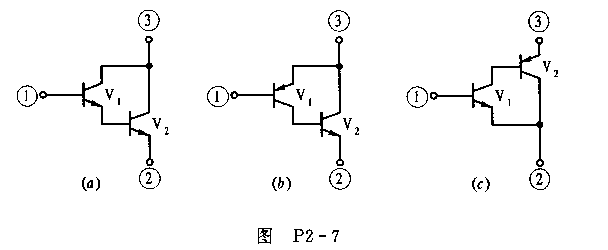 ③ ③ ③
① V1 V2 ① V1 V2 ① V1 V2
② ② ②
(a) (b) (c)
图 P2-7